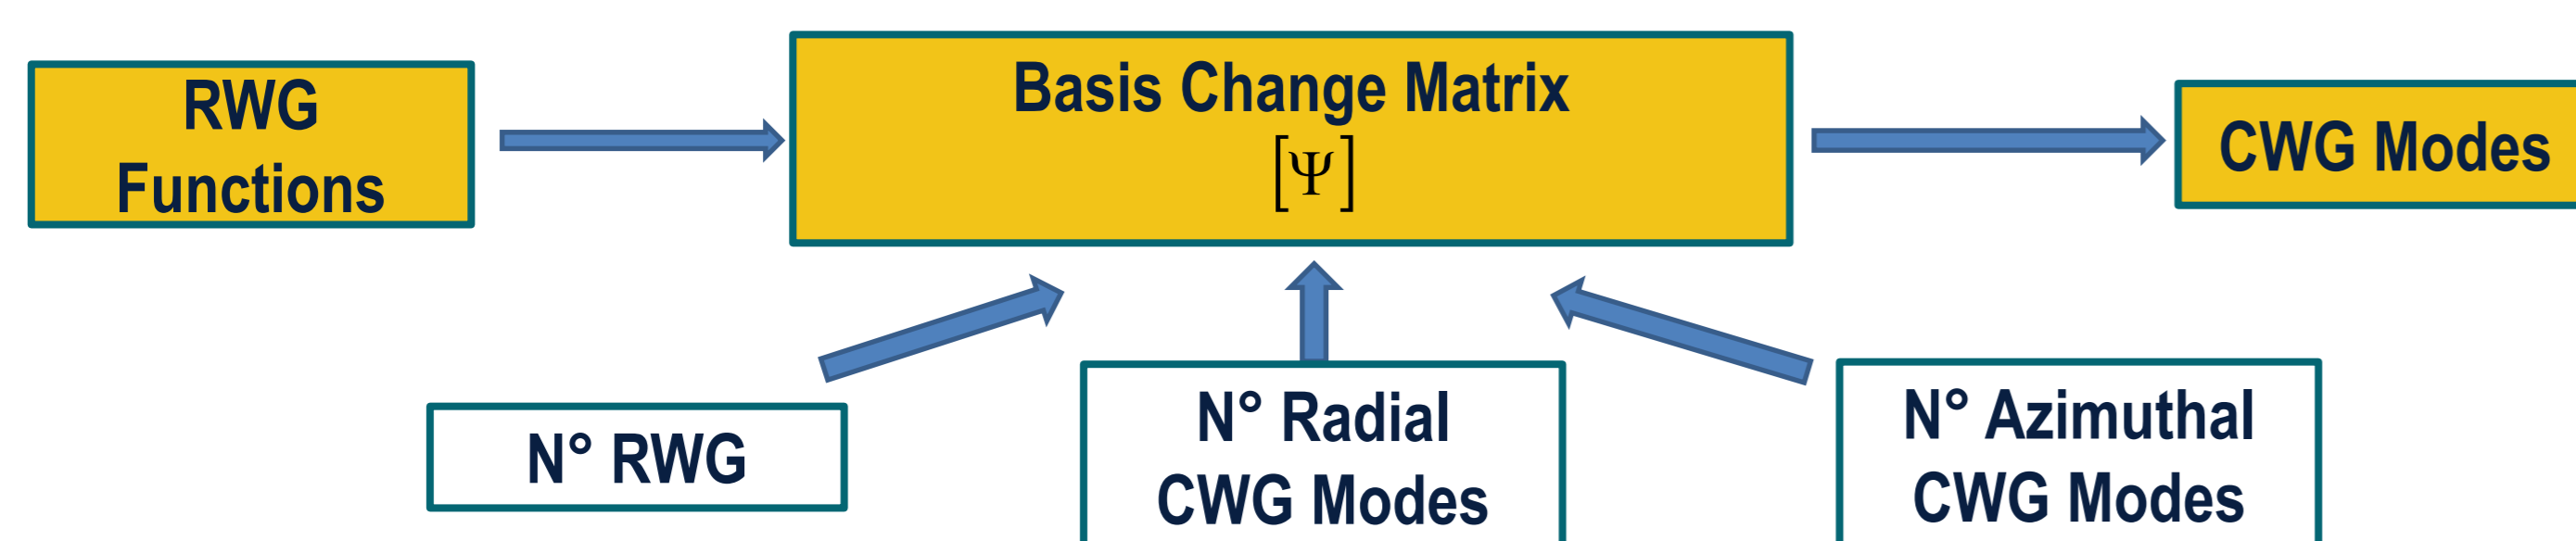 RWG
Functions
Basis Change Matrix
[Ψ]
CWG Modes
N° RWG
N° Radial
CWG Modes
N° Azimuthal
CWG Modes